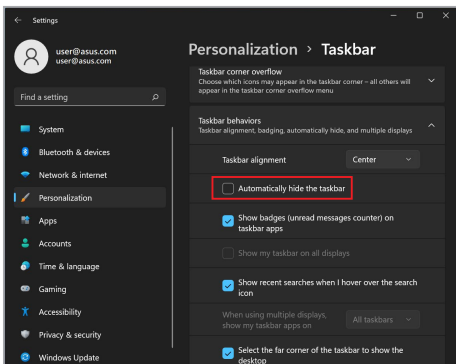 Settings
user@asus.com
user@asus.com
Find a setting
System
Bluetooth & devices
Network & internet
Personalization
Apps
Accounts
Time & language
Gaming
Accessibility
Privacy & security
Windows Update
Personalization > Taskbar
Taskbar corner overflow
Choose which icons may appear in the taskbar corner – all others will
appear in the taskbar corner overflow menu
Taskbar behaviors
Taskbar alignment, badging, automatically hide, and multiple displays
Taskbar alignment
Center
Automatically hide the taskbar
Show badges (unread messages counter) on
taskbar apps
Show my taskbar on all displays
Show recent searches when I hover over the search
icon
When using multiple displays,
show my taskbar apps on
All taskbars
Select the far corner of the taskbar to show the
desktop